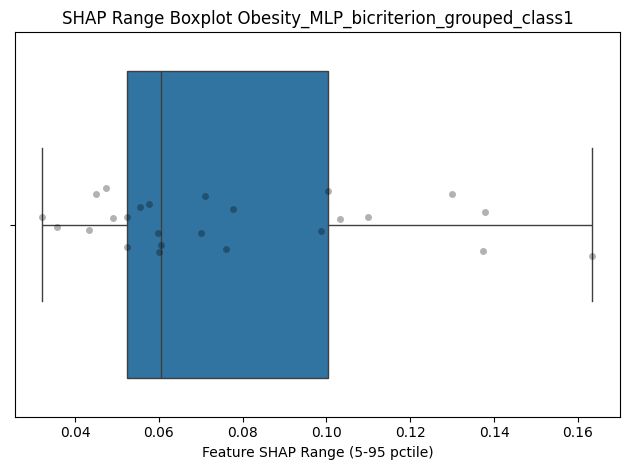 SHAP Range Boxplot Obesity_MLP_bicriterion_grouped_class1
0.04 0.06 0.08 0.10 0.12 0.14 0.16
Feature SHAP Range (5-95 pctile)